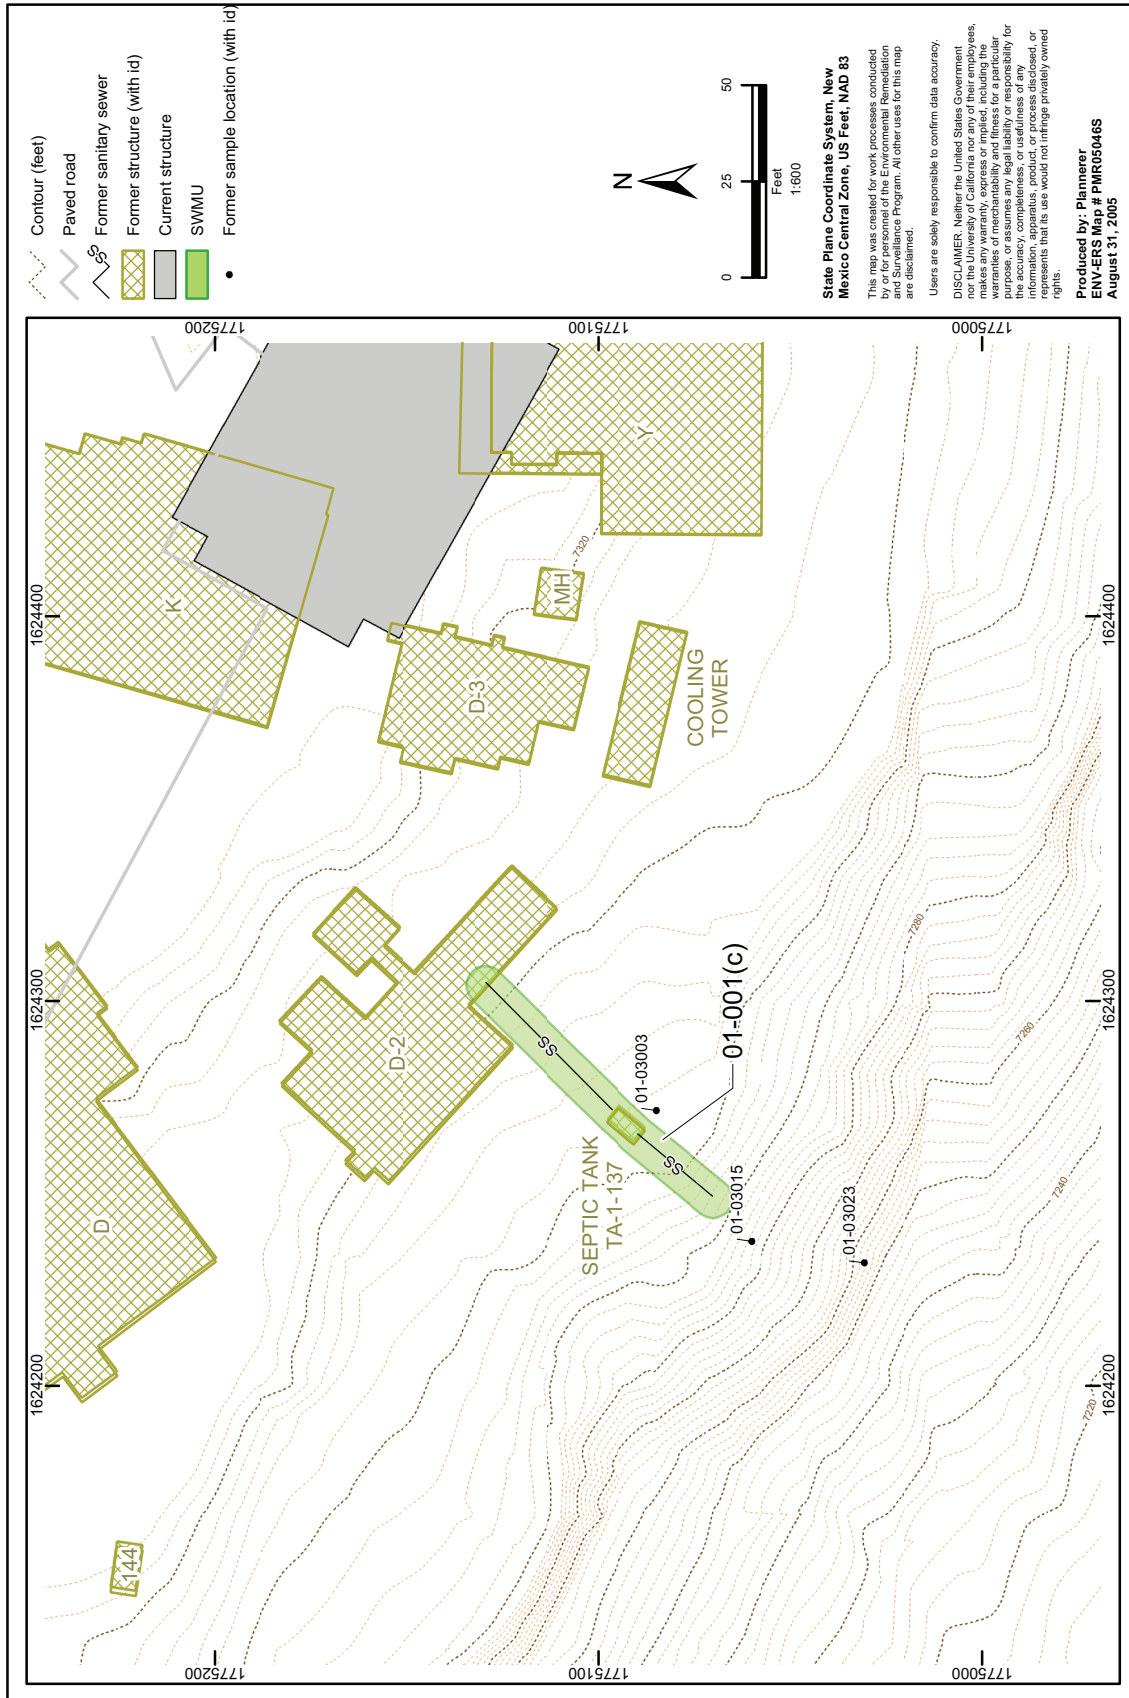 Contour (feet)
Paved road
SS
Former sanitary sewer
Former structure (with id)
Current structure
SWMU
Former sample location (with id)
N
0
25
50
Feet
1:600
State Plane Coordinate System, New
Mexico Central Zone, US Feet, NAD 83
This map was created for work processes conducted
by or for personnel of the Environmental Remediation
and Surveillance Program. All other uses for this map
are disclaimed.
Users are solely responsible to confirm data accuracy.
DISCLAIMER. Neither the United States Government
nor the University of California nor any of their employees,
makes any warranty, express or implied, including the
warranties of merchantability and fitness for a particular
purpose, or assumes any legal liability or responsibility for
the accuracy, completeness, or usefulness of any
information, apparatus, product, or process disclosed, or
represents that its use would not infringe privately owned
rights.
Produced by: Plannerer
ENV-ERS Map # PMR05046S
August 31, 2005
1624200
1624300
1624400
1775200
1775200
1775100
1775100
1775000
1775000
1624200
1624300
1624400
144
D
K
D-2
D-3
MH
7320
Y
COOLING
TOWER
SS
SEPTIC TANK
TA-1-137
SS
01-03003
01-001(c)
01-03015
01-03023
7280
7260
7240
7220